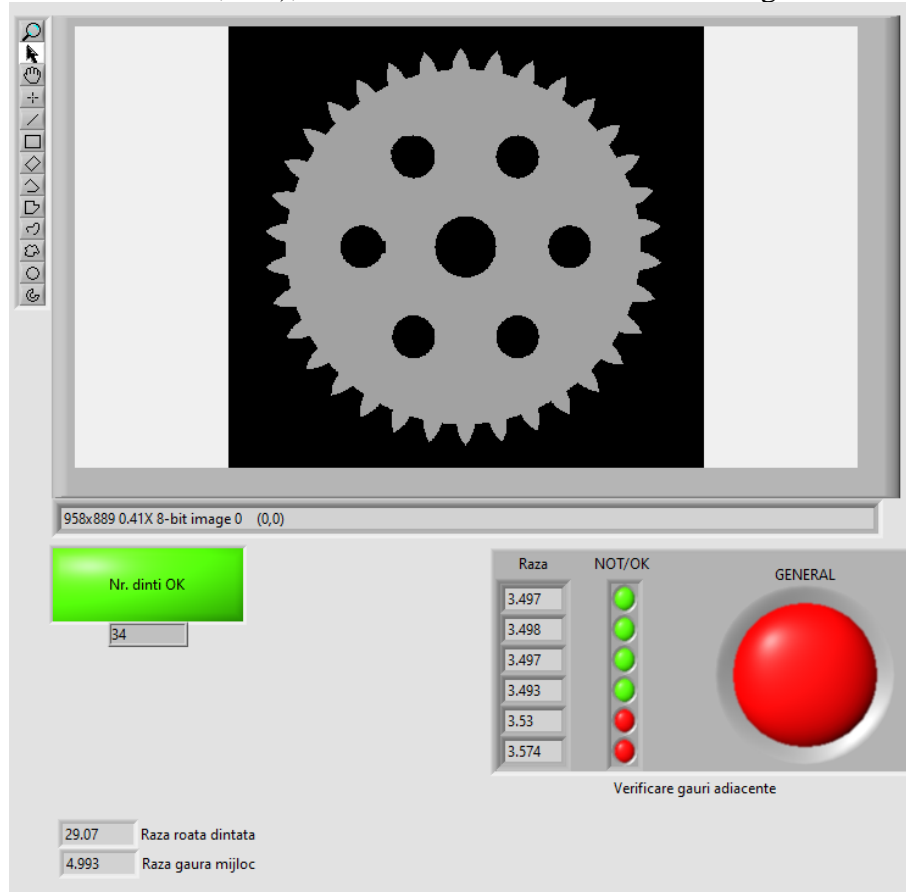 958x889 0.41X 8-bit image 0 (0,0)
Nr. dinti OK
34
Raza NOT/OK
GENERAL
3.497
3.498
3.497
3.493
3.53
3.574
Verificare gauri adiacente
29.07 Raza roata dintata
4.993 Raza gaura mijloc